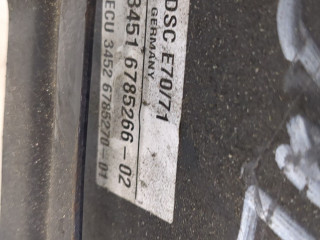 DSC E70/71
GERMANY
3451 6785266-02
ECU 3452 6785270-01